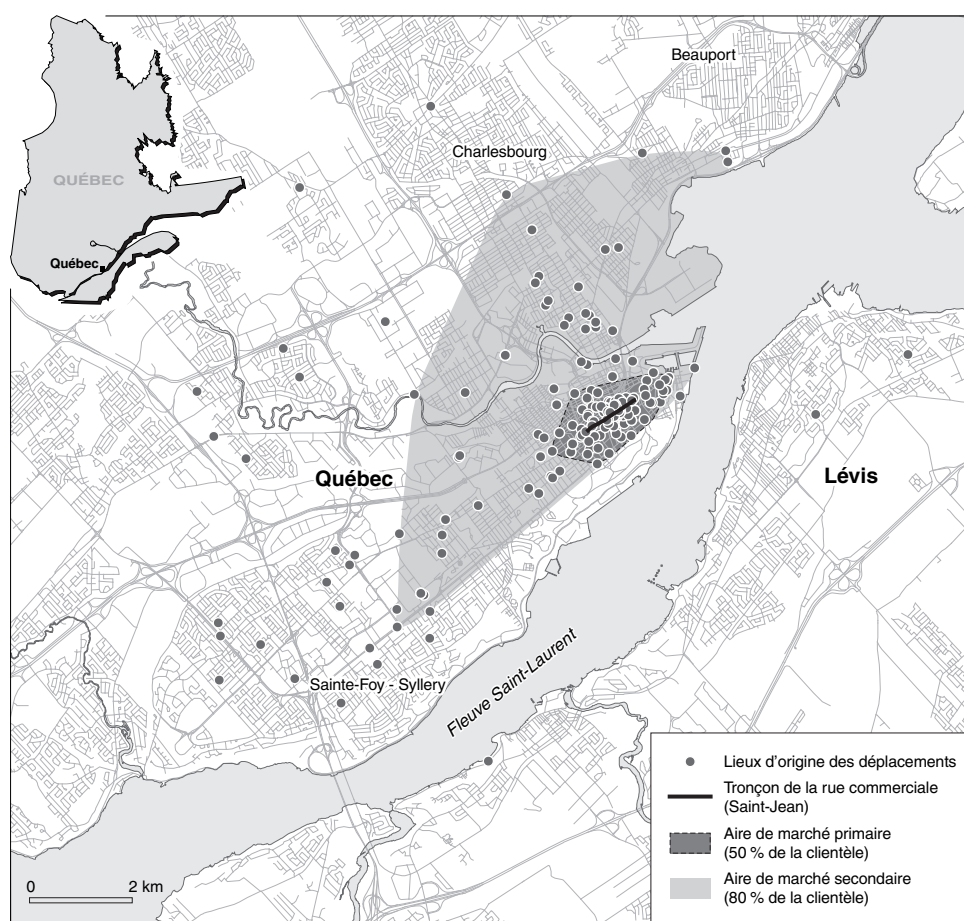 Beauport
Charlesbourg
QUÉBEC
Québec
Québec
Lévis
Sainte-Foy - Syllery
Fleuve Saint-Laurent
Lieux d'origine des déplacements
Tronçon de la rue commerciale
(Saint-Jean)
Aire de marché primaire
(50 % de la clientèle)
Aire de marché secondaire
(80 % de la clientèle)
0 2 km